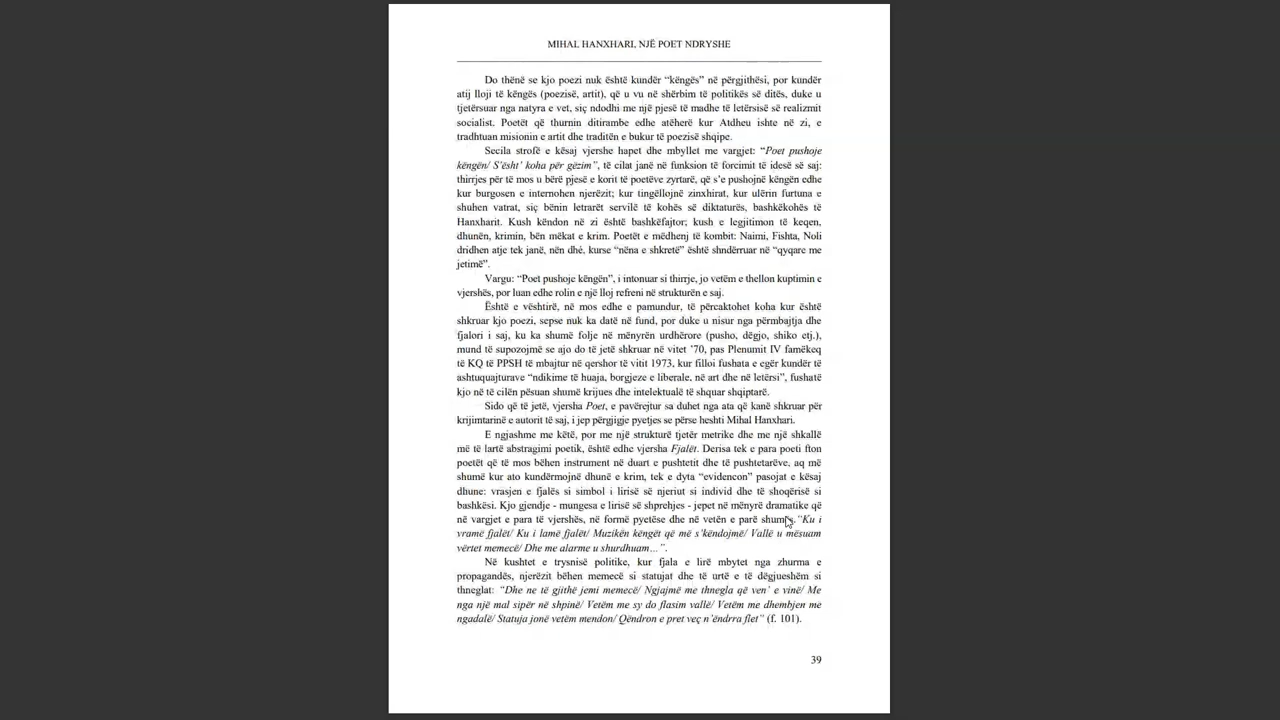 MIHAL HANXHARI, NJË POET NDRYSHE
Do thënë se kjo poezi nuk është kundër “këngës” në përgjithësi, por kundër
atij lloji të këngës (poezisë, artit), që u vu në shërbim të politikës së ditës, duke u
tjetërsuar nga natyra e vet, siç ndodhi me një pjesë të madhe të letërsisë së realizmit
socialist. Poetët që thurnin ditirambe edhe atëherë kur Atdheu ishte në zi, e
tradhtuan misionin e artit dhe traditën e bukur të poezisë shqipe.
Secila strofë e kësaj vjershe hapet dhe mbyllet me vargjet: “Poet pushoje
këngën/ S’ësht’ koha për gëzim”, të cilat janë në funksion të forcimit të idesë së saj:
thirrjes për të mos u bërë pjesë e korit të poetëve zyrtarë, që s’e pushojnë këngën edhe
kur burgosen e internohen njerëzit; kur tingëllojnë zinxhirat, kur ulërin furtuna e
shuhen vatrat, siç bënin letrarët servilë të kohës së diktaturës, bashkëkohës të
Hanxharit. Kush këndon në zi është bashkëfajtor; kush e legjitimon të keqen,
dhunën, krimin, bën mëkat e krim. Poetët e mëdhenj të kombit: Naimi, Fishta, Noli
dridhen atje tek janë, nën dhé, kurse “nëna e shkretë” është shndërruar në “qyqare me
jetimë”.
Vargu: “Poet pushoje këngën”, i intonuar si thirrje, jo vetëm e thellon kuptimin e
vjershës, por luan edhe rolin e një lloj refreni në strukturën e saj.
Është e vështirë, në mos edhe e pamundur, të përcaktohet koha kur është
shkruar kjo poezi, sepse nuk ka datë në fund, por duke u nisur nga përmbajtja dhe
fjalori i saj, ku ka shumë folje në mënyrën urdhërore (pusho, dëgjo, shiko etj.),
mund të supozojmë se ajo do të jetë shkruar në vitet ’70, pas Plenumit IV famëkeq
të KQ të PPSH të mbajtur në qershor të vitit 1973, kur filloi fushata e egër kundër të
ashtuquajturave “ndikime të huaja, borgjeze e liberale, në art dhe në letërsi”, fushatë
kjo në të cilën pësuan shumë krijues dhe intelektualë të shquar shqiptarë.
Sido që të jetë, vjersha Poet, e pavërejtur sa duhet nga ata që kanë shkruar për
krijimtarinë e autorit të saj, i jep përgjigje pyetjes se përse heshti Mihal Hanxhari.
E ngjashme me këtë, por me një strukturë tjetër metrike dhe me një shkallë
më të lartë abstragimi poetik, është edhe vjersha Fjalët. Derisa tek e para poeti fton
poetët që të mos bëhen instrument në duart e pushtetit dhe të pushtetarëve, aq më
shumë kur ato kundërmojnë dhunë e krim, tek e dyta “evidencon” pasojat e kësaj
dhune: vrasjen e fjalës si simbol i lirisë së njeriut si individ dhe të shoqërisë si
bashkësi. Kjo gjendje - mungesa e lirisë së shprehjes - jepet në mënyrë dramatike që
në vargjet e para të vjershës, në formë pyetëse dhe në vetën e parë shumës. “Ku i
vramë fjalët/ Ku i lamë fjalët/ Muzikën këngët që më s’këndojmë/ Vallë u mësuam
vërtet memecë/ Dhe me alarme u shurdhuam…”.
Në kushtet e trysnisë politike, kur fjala e lirë mbytet nga zhurma e
propagandës, njerëzit bëhen memecë si statujat dhe të urtë e të dëgjueshëm si
thneglat: “Dhe ne të gjithë jemi memecë/ Ngjajmë me thnegla që ven’ e vinë/ Me
nga një mal sipër në shpinë/ Vetëm me sy do flasim vallë/ Vetëm me dhembjen me
ngadalë/ Statuja jonë vetëm mendon/ Qëndron e pret veç n’ëndrra flet” (f. 101).
39